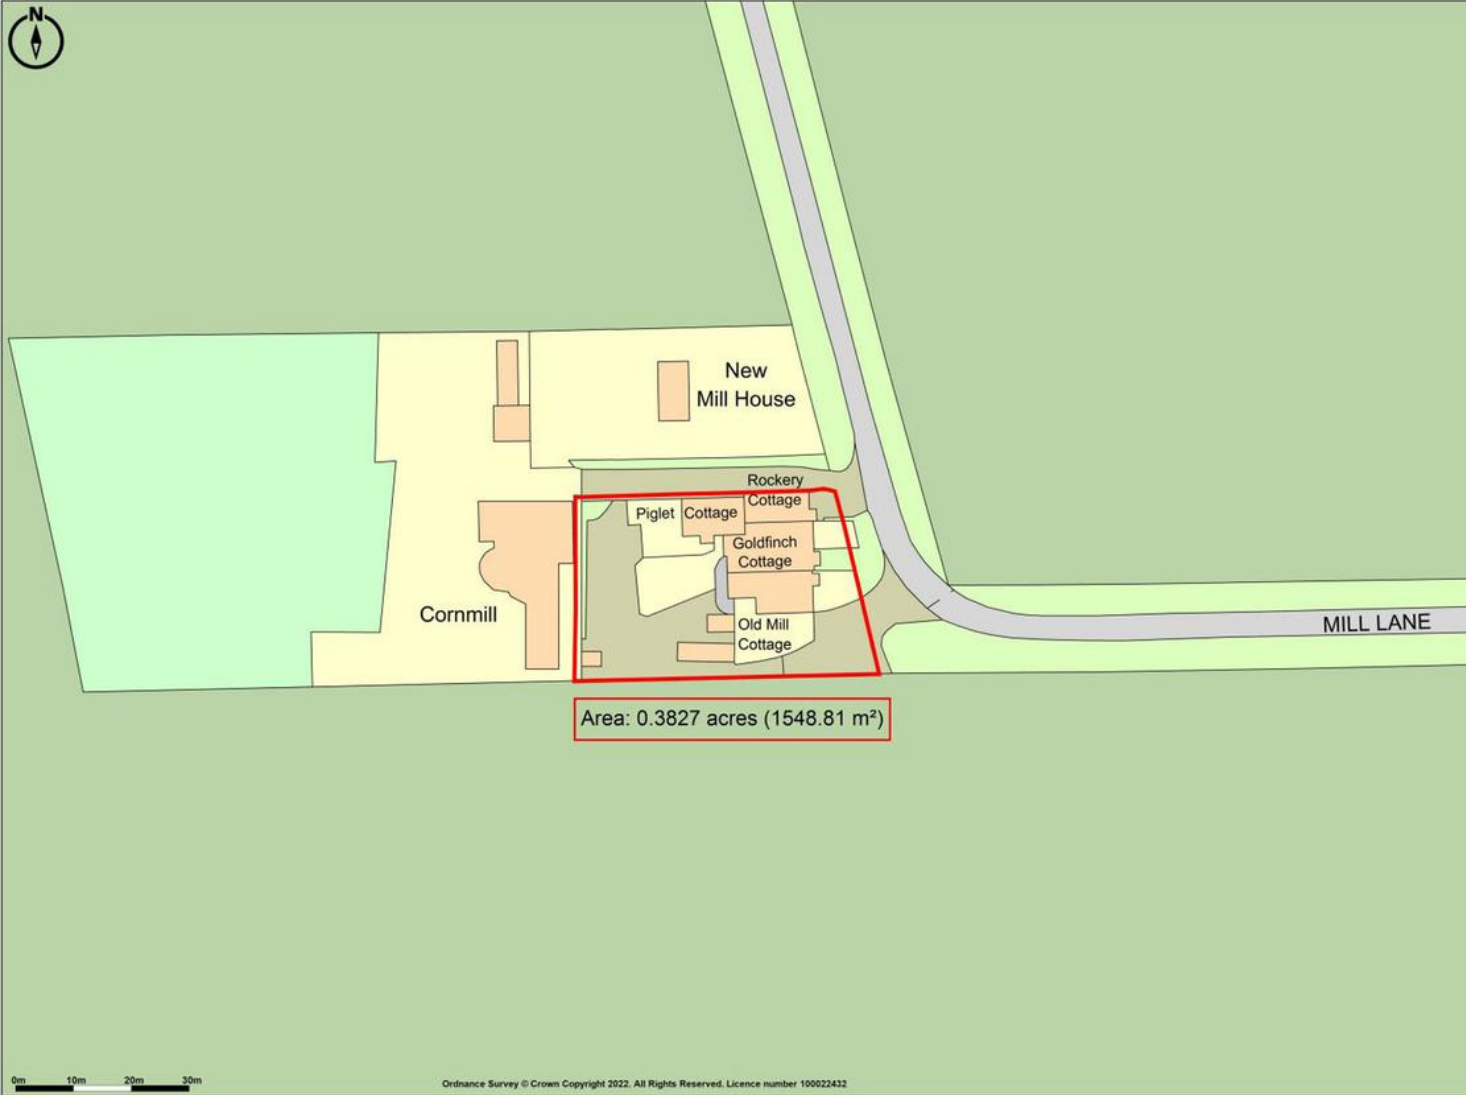 N
New
Mill House
Rockery
Cottage
Piglet Cottage
Goldfinch
Cottage
Cornmill
Old Mill
Cottage
MILL LANE
Area: 0.3827 acres (1548.81 m²)
0m 10m 20m 30m
Ordnance Survey © Crown Copyright 2022. All Rights Reserved. Licence number 100022432